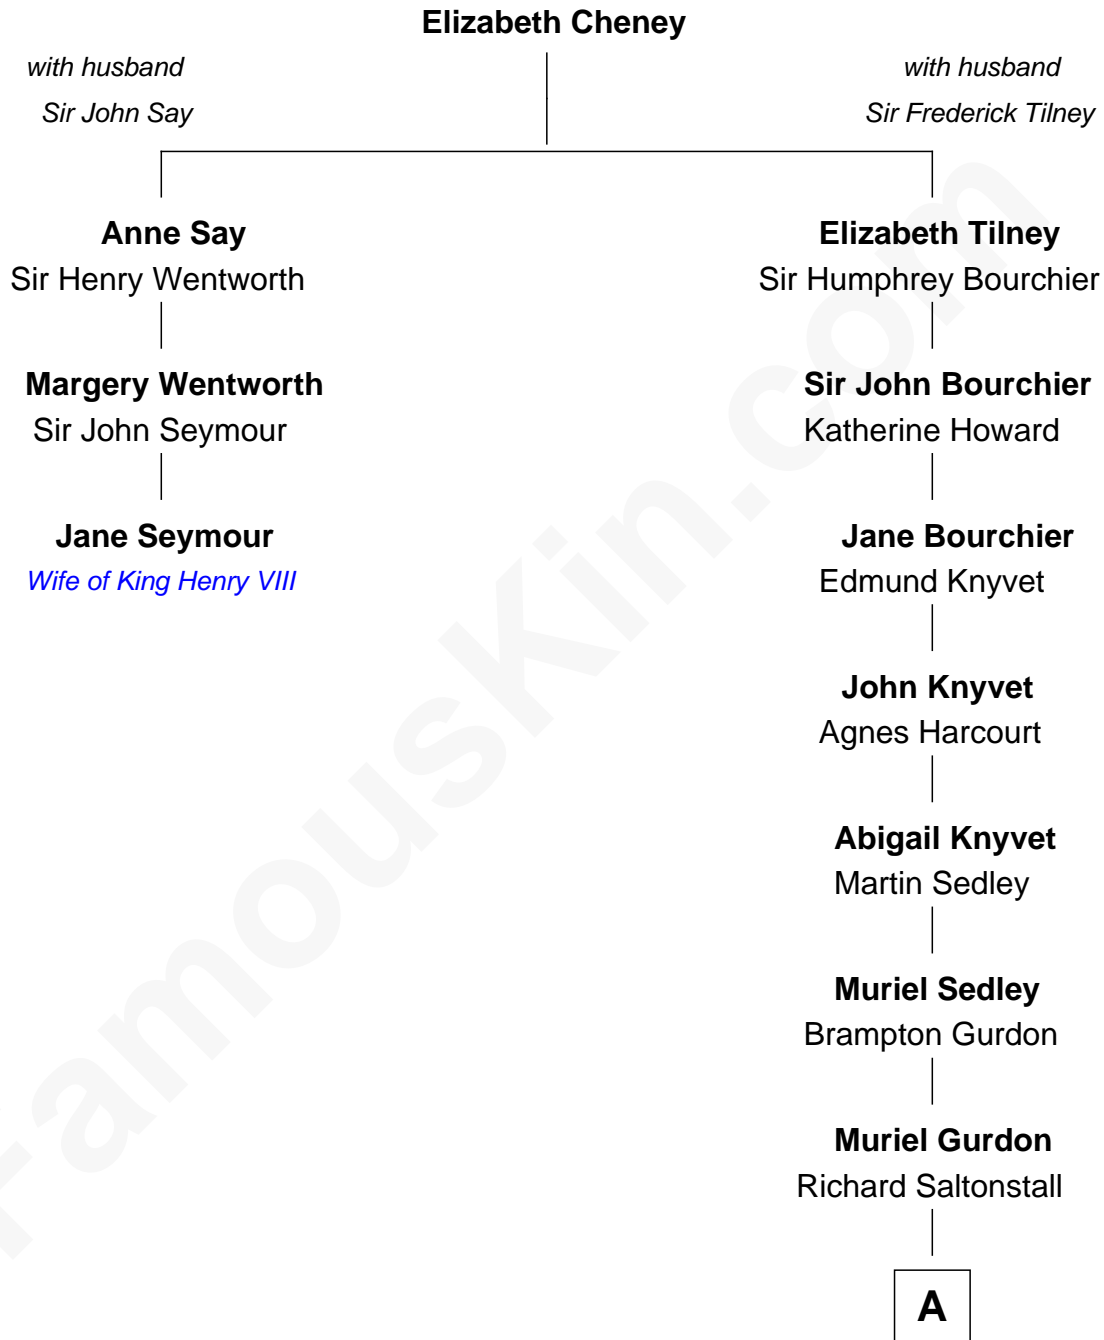 Elizabeth Cheney
with husband
Sir John Say
with husband
Sir Frederick Tilney
Anne Say
Sir Henry Wentworth
Elizabeth Tilney
Sir Humphrey Bourchier
Margery Wentworth
Sir John Seymour
Sir John Bourchier
Katherine Howard
Jane Seymour
Wife of King Henry VIII
Jane Bourchier
Edmund Knyvet
John Knyvet
Agnes Harcourt
Abigail Knyvet
Martin Sedley
Muriel Sedley
Brampton Gurdon
Muriel Gurdon
Richard Saltonstall
A
FamousKin.com